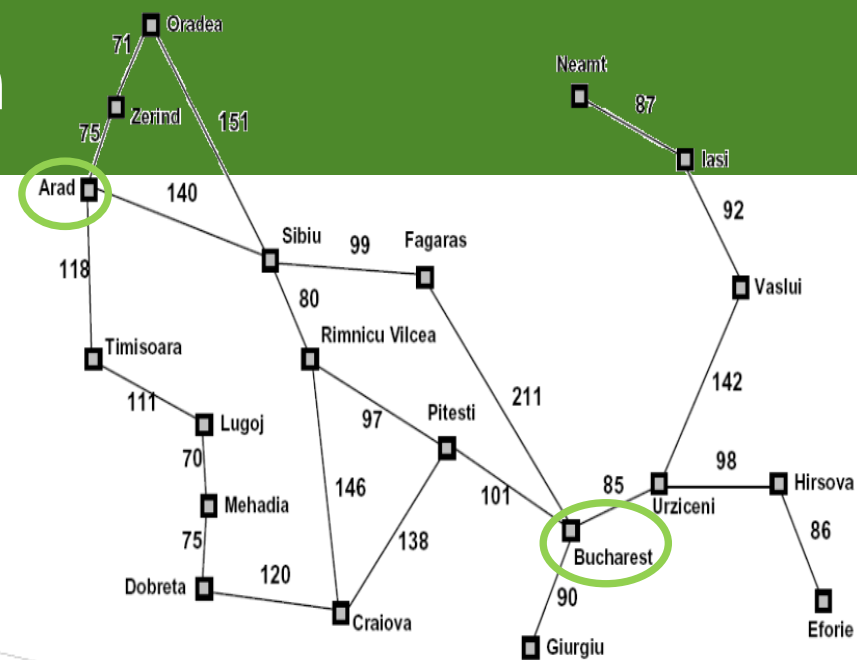 Oradea
71
Neamt
87
Zerind
151
75
Iasi
Arad
140
92
Sibiu
99
Fagaras
118
Vaslui
80
Rimnicu Vilcea
Timisoara
142
111
211
97
Pitesti
Lugoj
70
98
146
85
Hirsova
101
Mehadia
Urziceni
86
138
75
Bucharest
120
Dobreta
90
Craiova
Eforie
Giurgiu